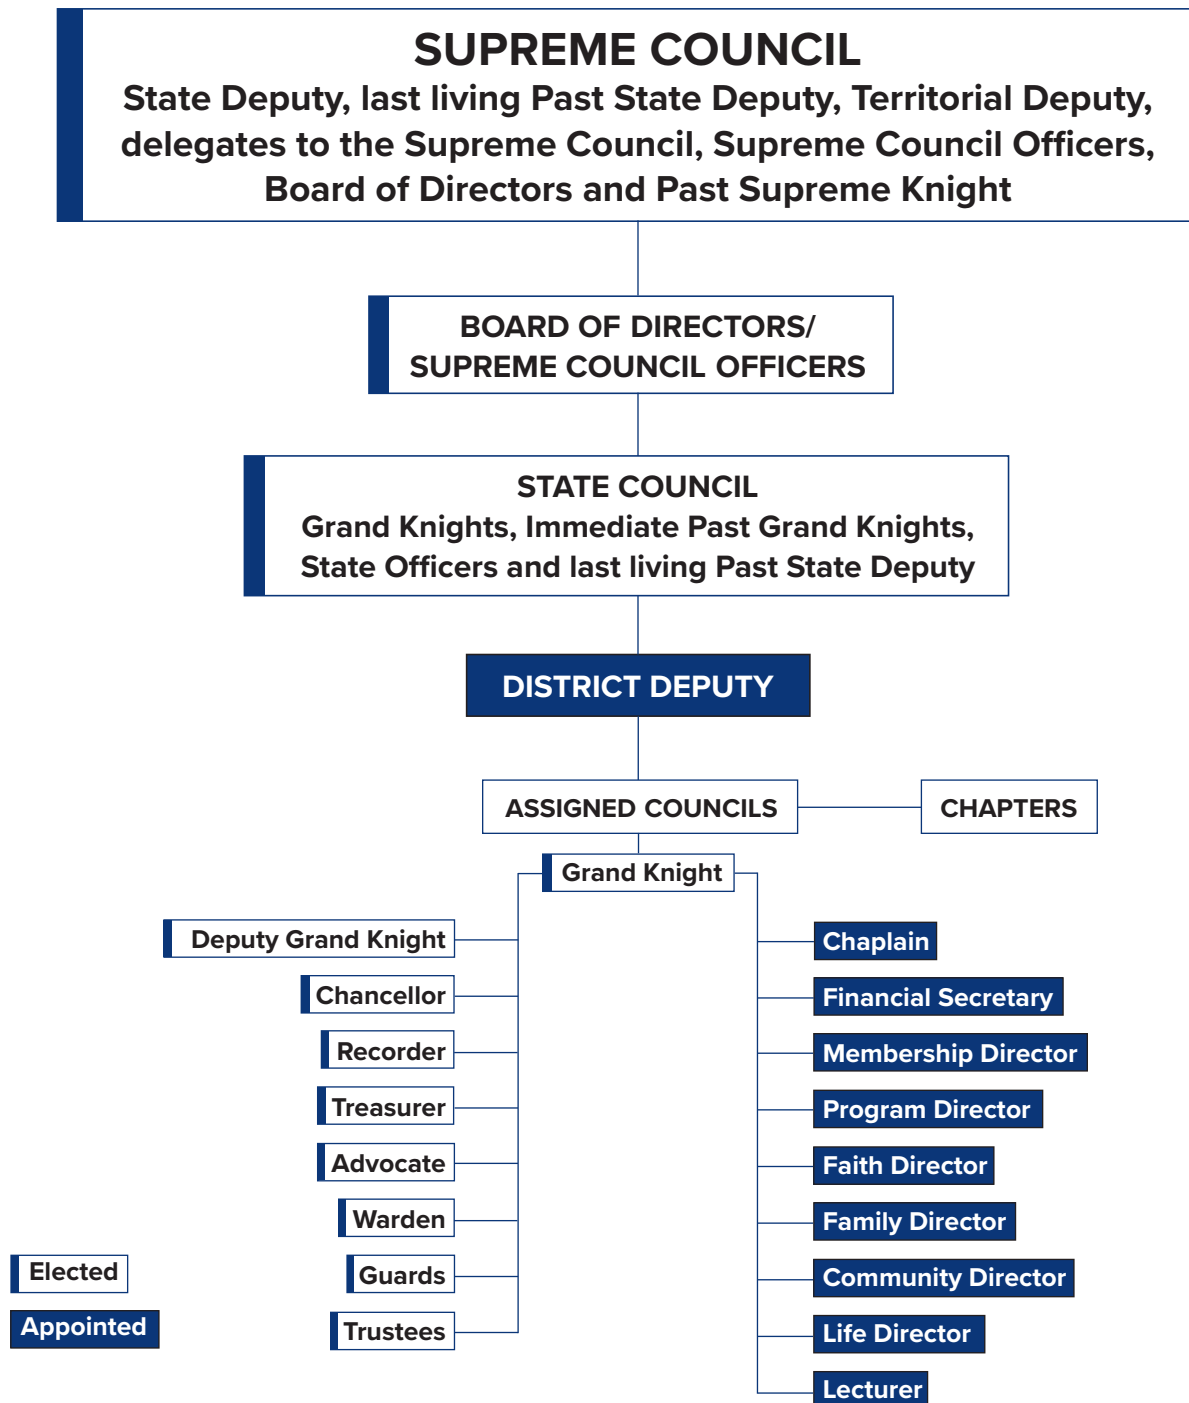 SUPREME COUNCIL
State Deputy, last living Past State Deputy, Territorial Deputy,
delegates to the Supreme Council, Supreme Council Officers,
Board of Directors and Past Supreme Knight
BOARD OF DIRECTORS/
SUPREME COUNCIL OFFICERS
STATE COUNCIL
Grand Knights, Immediate Past Grand Knights,
State Officers and last living Past State Deputy
DISTRICT DEPUTY
ASSIGNED COUNCILS
CHAPTERS
Grand Knight
Deputy Grand Knight
Chancellor
Recorder
Treasurer
Advocate
Warden
Guards
Trustees
Chaplain
Financial Secretary
Membership Director
Program Director
Faith Director
Family Director
Community Director
Life Director
Lecturer
Elected
Appointed